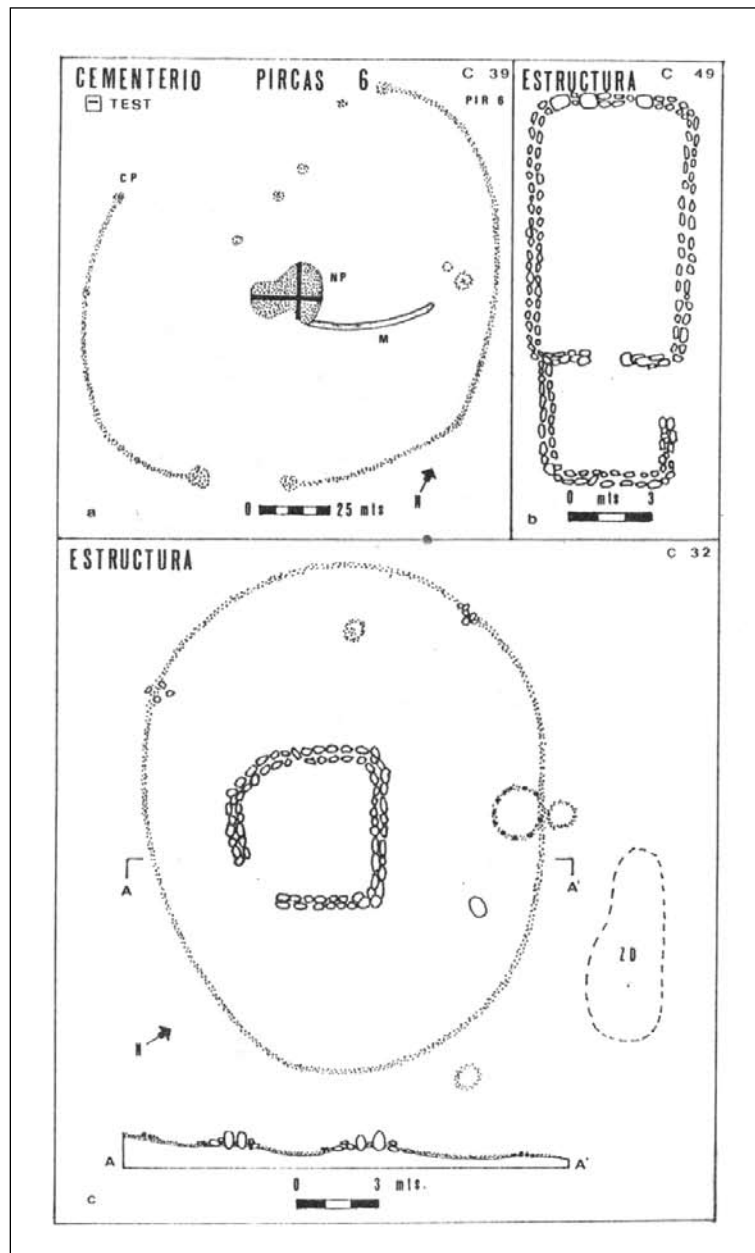 CEMENTERIO PIRCAS 6 C 39
TEST PIR 6
CP
NP
M
N
0 25 mts
a
ESTRUCTURA C 49
0 mts 3
b
ESTRUCTURA C 32
A A'
ZD
N
A A'
0 3 mts.
c